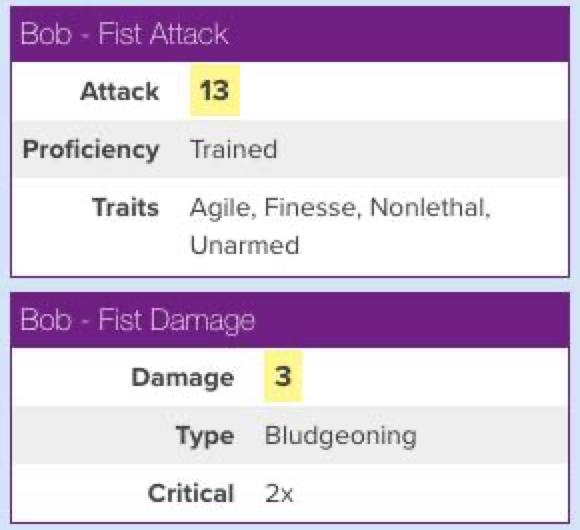 Bob - Fist Attack
Attack 13
Proficiency Trained
Traits Agile, Finesse, Nonlethal,
Unarmed
Bob - Fist Damage
Damage 3
Type Bludgeoning
Critical 2x